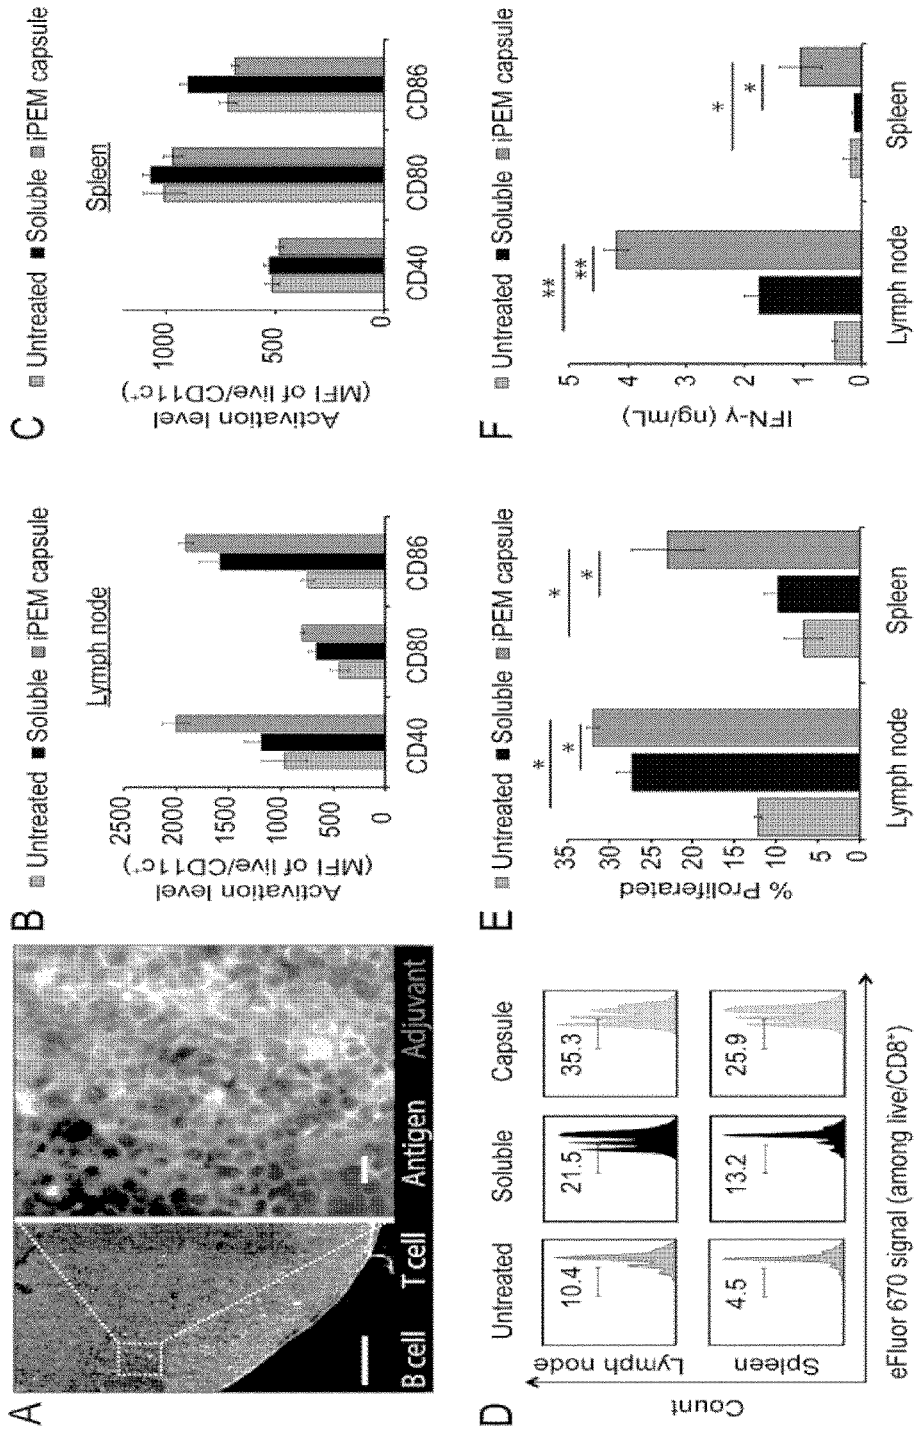 A
B cell T cell Antigen Adjuvant
B
Untreated Soluble iPEM capsule
Lymph node
Activation level
(MFI of live/CD11c⁺)
2500
2000
1500
1000
500
0
CD40 CD80 CD86
C
Untreated Soluble iPEM capsule
Spleen
Activation level
(MFI of live/CD11c⁺)
1000
500
0
CD40 CD80 CD86
D
Untreated Soluble Capsule
Count
Lymph node
10.4 21.5 35.3
Spleen
4.5 13.2 25.9
eFluor 670 signal (among live/CD8⁺)
E
Untreated Soluble iPEM capsule
% Proliferated
35
30
25
20
15
10
5
0
* *
* *
Lymph node Spleen
F
Untreated Soluble iPEM capsule
IFN-γ (ng/mL)
5
4
3
2
1
0
** **
* *
Lymph node Spleen